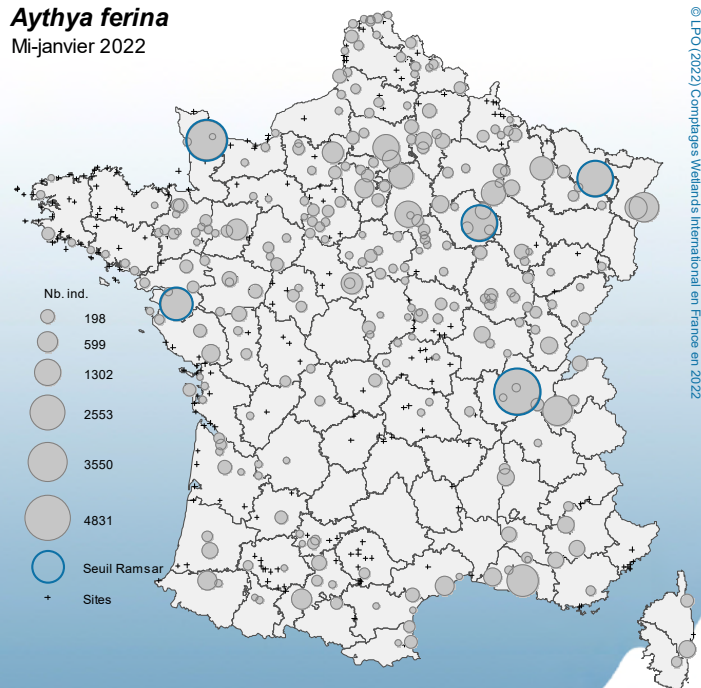 Aythya ferina
Mi-janvier 2022
Nb. ind.
198
599
1302
2553
3550
4831
Seuil Ramsar
Sites
© LPO (2022) Comptages Wetlands International en France en 2022